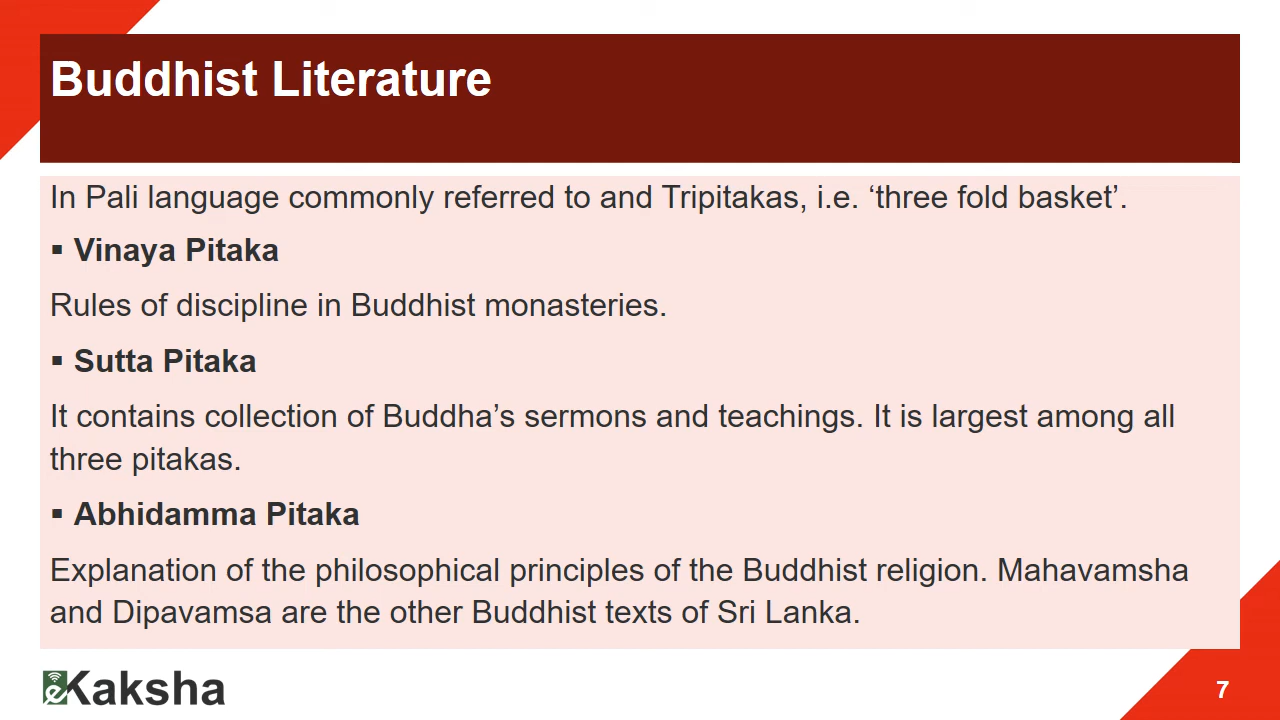 Buddhist Literature
In Pali language commonly referred to and Tripitakas, i.e. ‘three fold basket’.
▪ Vinaya Pitaka
Rules of discipline in Buddhist monasteries.
▪ Sutta Pitaka
It contains collection of Buddha’s sermons and teachings. It is largest among all
three pitakas.
▪ Abhidamma Pitaka
Explanation of the philosophical principles of the Buddhist religion. Mahavamsha
and Dipavamsa are the other Buddhist texts of Sri Lanka.
eKaksha
7